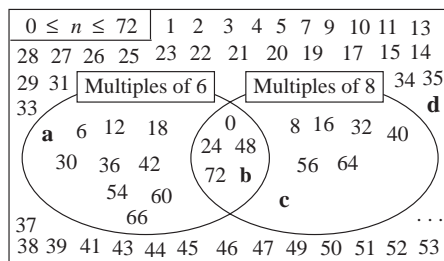 0 ≤ n ≤ 72 1 2 3 4 5 7 9 10 11 13
28 27 26 25 23 22 21 20 19 17 15 14
29 31 Multiples of 6 Multiples of 8 34 35
33 d
a 6 12 18 0 8 16 32 40
24 48
30 36 42 72 b 56 64
54 60 c
66
37 . . .
38 39 41 43 44 45 46 47 49 50 51 52 53